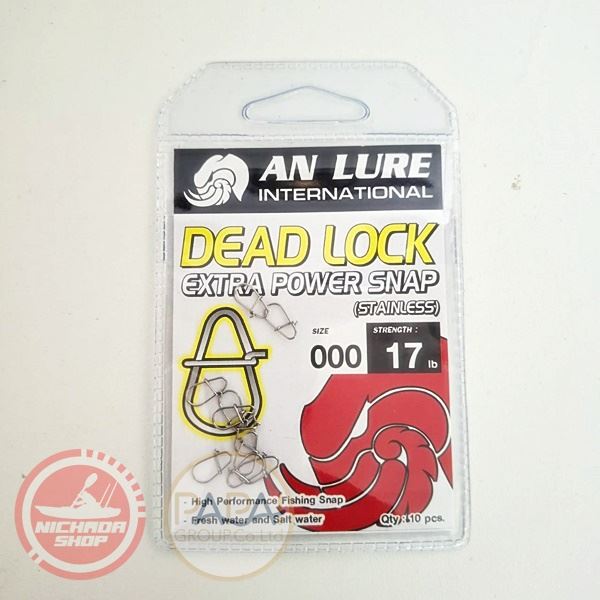 AN LURE
INTERNATIONAL
DEAD LOCK
EXTRA POWER SNAP
(STAINLESS)
SIZE
000
STRENGTH :
17 lb
- High Performance Fishing Snap
- Fresh water and Salt water
Qty.: 10 pcs.
NICHADA
SHOP
PAPA
GROUP Co.Ltd